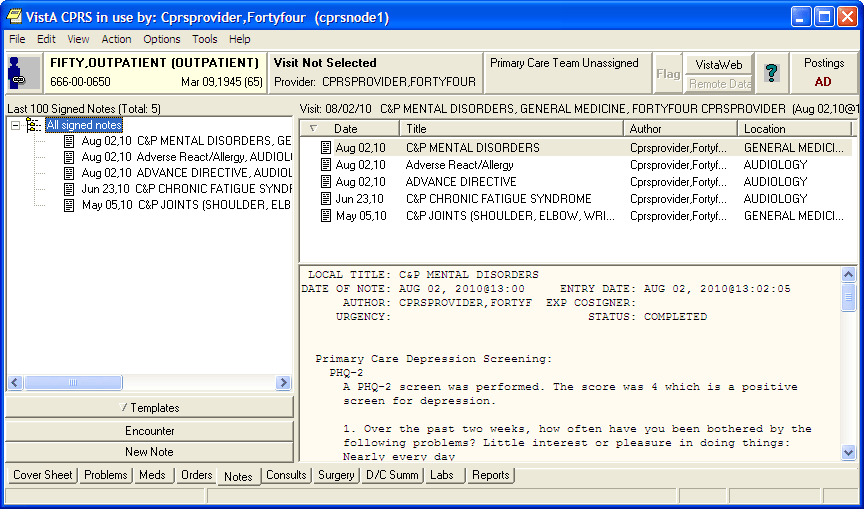 VistA CPRS in use by: Cprsprovider,Fortyfour (cprsnode1)
File Edit View Action Options Tools Help
FIFTY,OUTPATIENT (OUTPATIENT)
666-00-0650 Mar 09,1945 (65)
Visit Not Selected
Provider: CPRSPROVIDER,FORTYFOUR
Primary Care Team Unassigned
Flag
VistaWeb
Remote Data
?
Postings
AD
Last 100 Signed Notes (Total: 5)
All signed notes
Aug 02,10 C&P MENTAL DISORDERS, GE
Aug 02,10 Adverse React/Allergy, AUDIOL
Aug 02,10 ADVANCE DIRECTIVE, AUDIOL
Jun 23,10 C&P CHRONIC FATIGUE SYNDR
May 05,10 C&P JOINTS (SHOULDER, ELB
Templates
Encounter
New Note
Visit: 08/02/10 C&P MENTAL DISORDERS, GENERAL MEDICINE, FORTYFOUR CPRSPROVIDER (Aug 02,10@1
Date Title Author Location
Aug 02,10 C&P MENTAL DISORDERS Cprsprovider,Fortyf... GENERAL MEDICI...
Aug 02,10 Adverse React/Allergy Cprsprovider,Fortyf... AUDIOLOGY
Aug 02,10 ADVANCE DIRECTIVE Cprsprovider,Fortyf... AUDIOLOGY
Jun 23,10 C&P CHRONIC FATIGUE SYNDROME Cprsprovider,Fortyf... AUDIOLOGY
May 05,10 C&P JOINTS (SHOULDER, ELBOW, WRI... Cprsprovider,Fortyf... GENERAL MEDICI...
LOCAL TITLE: C&P MENTAL DISORDERS
DATE OF NOTE: AUG 02, 2010@13:00 ENTRY DATE: AUG 02, 2010@13:02:05
AUTHOR: CPRSPROVIDER,FORTYF EXP COSIGNER:
URGENCY: STATUS: COMPLETED
Primary Care Depression Screening:
PHQ-2
A PHQ-2 screen was performed. The score was 4 which is a positive
screen for depression.
1. Over the past two weeks, how often have you been bothered by the
following problems? Little interest or pleasure in doing things:
Nearly every day
Cover Sheet Problems Meds Orders Notes Consults Surgery D/C Summ Labs Reports